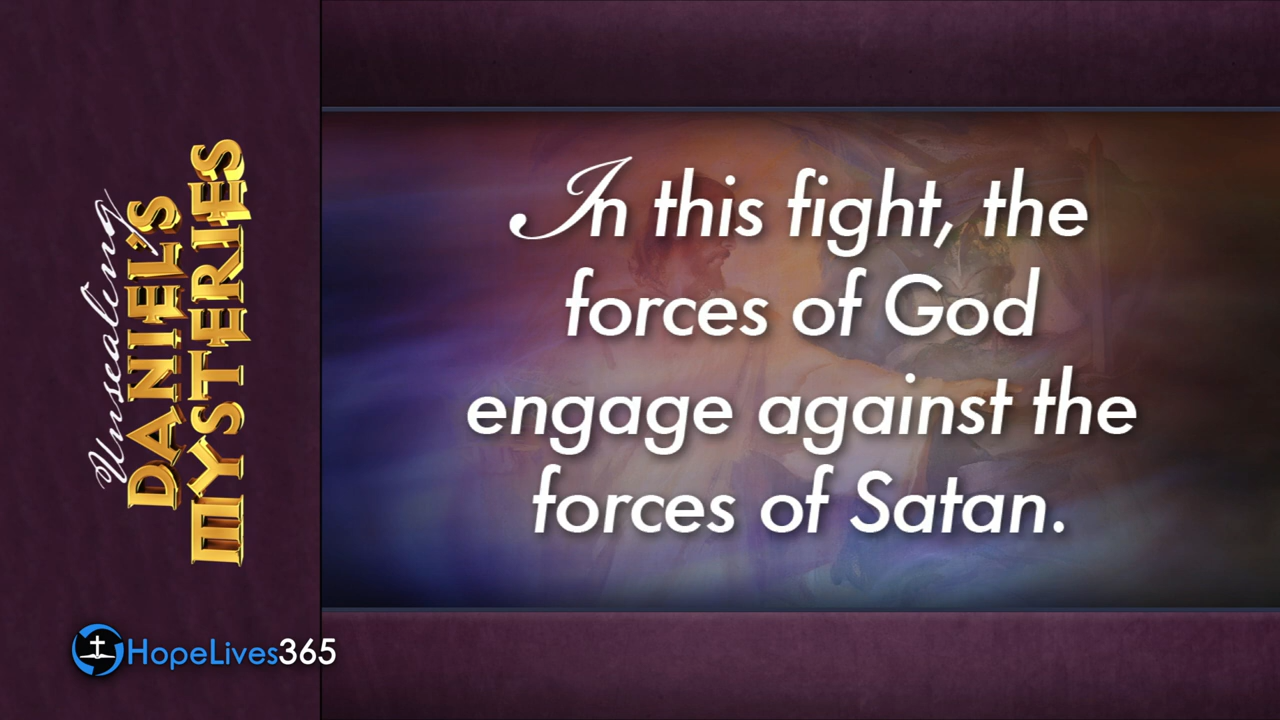 Unsealing
DANIEL'S
MYSTERIES
In this fight, the
forces of God
engage against the
forces of Satan.
HopeLives365